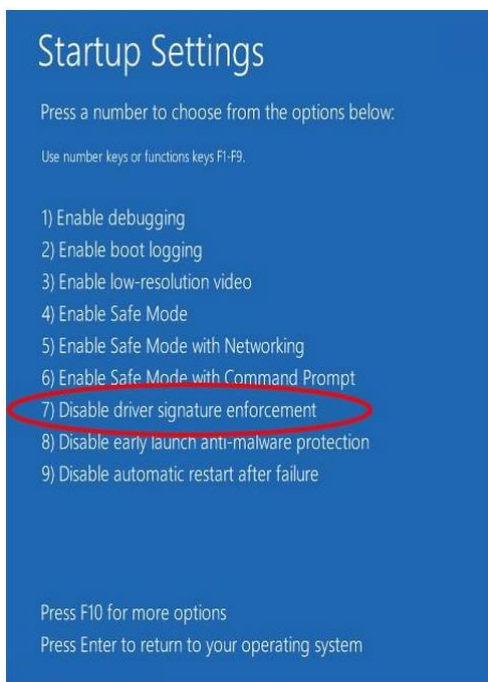 Startup Settings
Press a number to choose from the options below:
Use number keys or functions keys F1-F9.
1) Enable debugging
2) Enable boot logging
3) Enable low-resolution video
4) Enable Safe Mode
5) Enable Safe Mode with Networking
6) Enable Safe Mode with Command Prompt
7) Disable driver signature enforcement
8) Disable early launch anti-malware protection
9) Disable automatic restart after failure
Press F10 for more options
Press Enter to return to your operating system